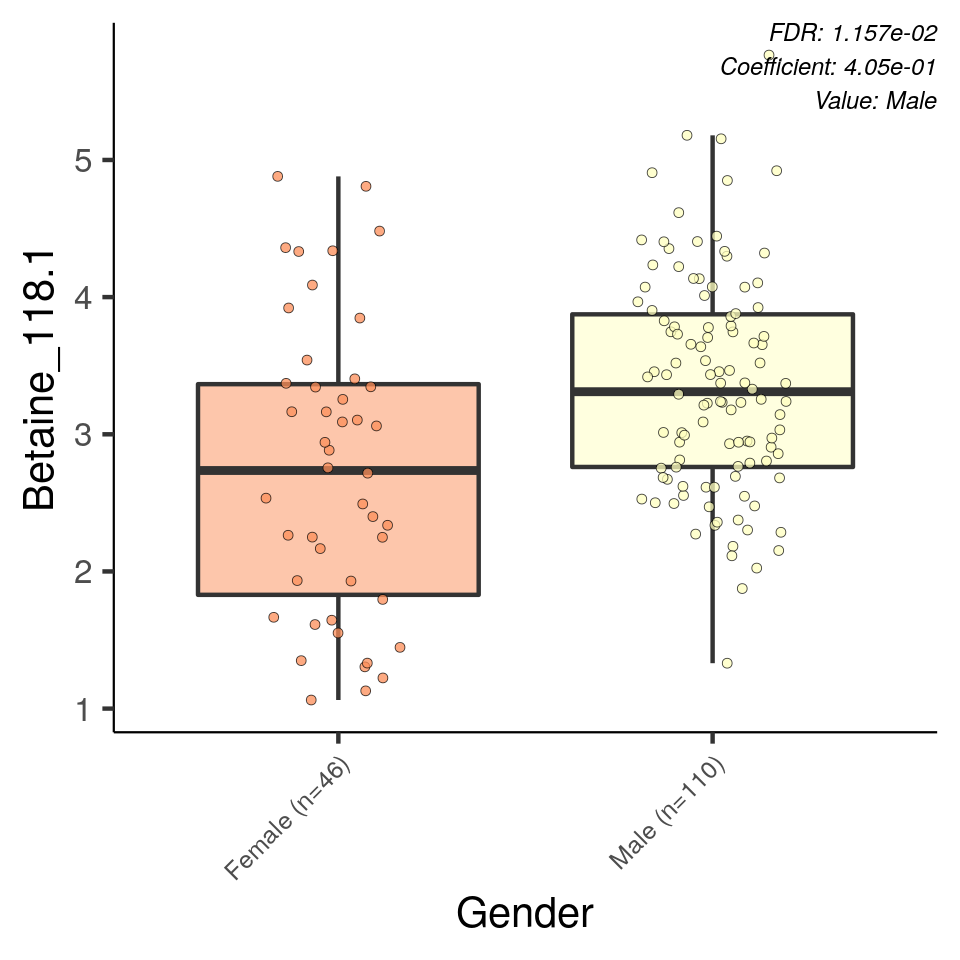 FDR: 1.157e-02
Coefficient: 4.05e-01
Value: Male
Betaine_118.1
5
4
3
2
1
Female (n=46)
Male (n=110)
Gender